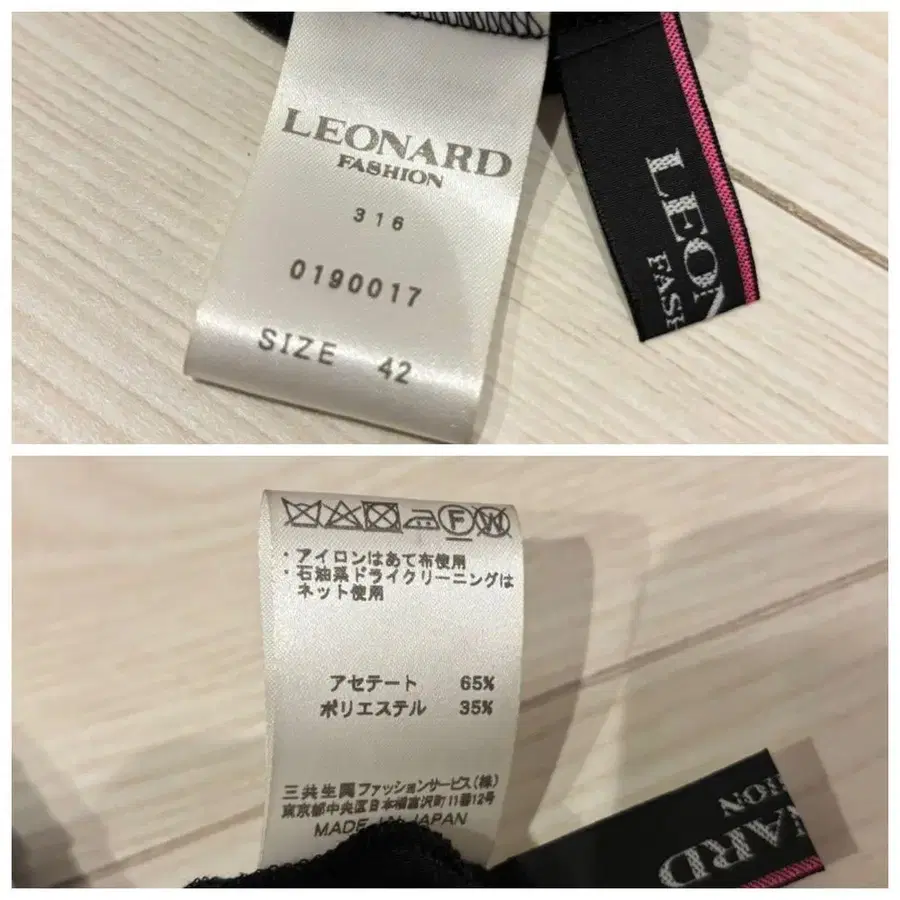 LEONARD
FASHION
316
0190017
SIZE 42
LEON
FASH
F
W
・アイロンはあて布使用
・石油系ドライクリーニングは
ネット使用
アセテート 65%
ポリエステル 35%
三共生興ファッションサービス(株)
東京都中央区日本橋富沢町11番12号
MADE IN JAPAN
NARD
HION